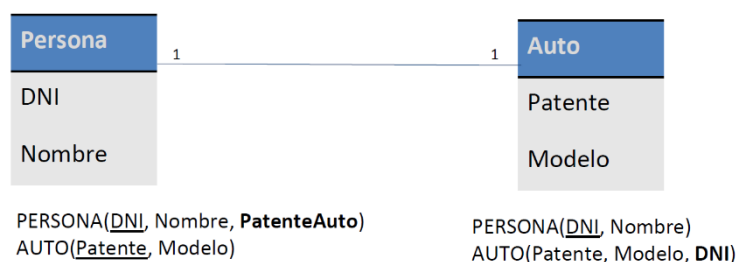 Persona
1
1
Auto
DNI
Patente
Nombre
Modelo
PERSONA(DNI, Nombre, PatenteAuto)
AUTO(Patente, Modelo)
PERSONA(DNI, Nombre)
AUTO(Patente, Modelo, DNI)